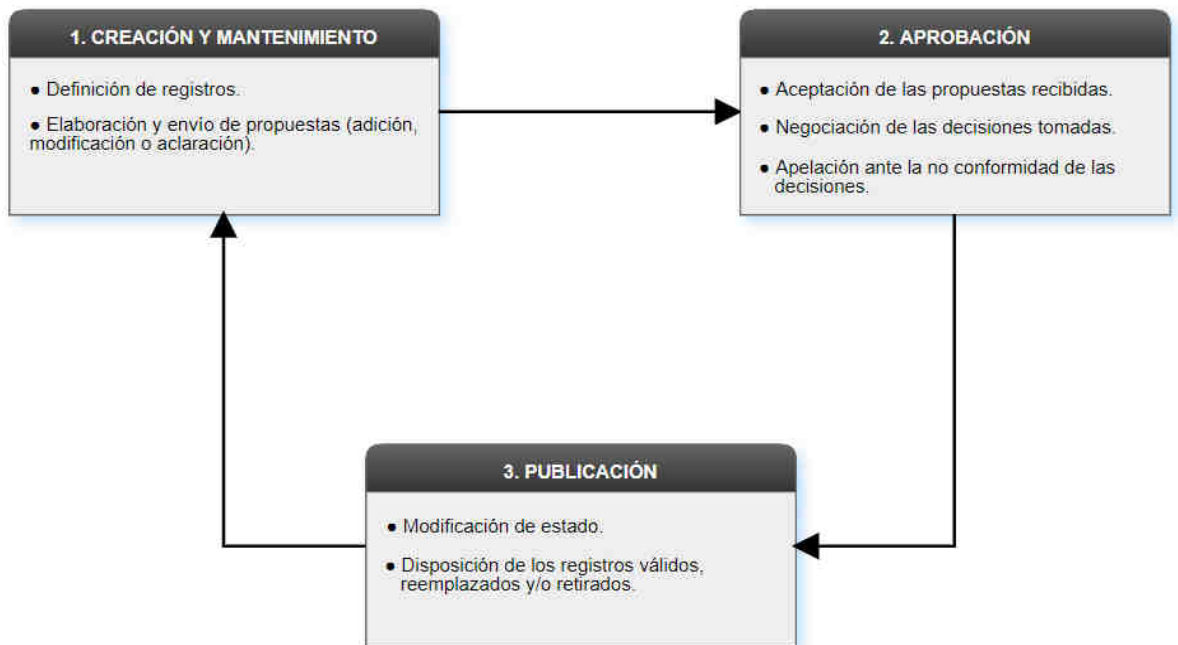 1. CREACIÓN Y MANTENIMIENTO
● Definición de registros.
● Elaboración y envío de propuestas (adición,
modificación o aclaración).
2. APROBACIÓN
● Aceptación de las propuestas recibidas.
● Negociación de las decisiones tomadas.
● Apelación ante la no conformidad de las
decisiones.
3. PUBLICACIÓN
● Modificación de estado.
● Disposición de los registros válidos,
reemplazados y/o retirados.